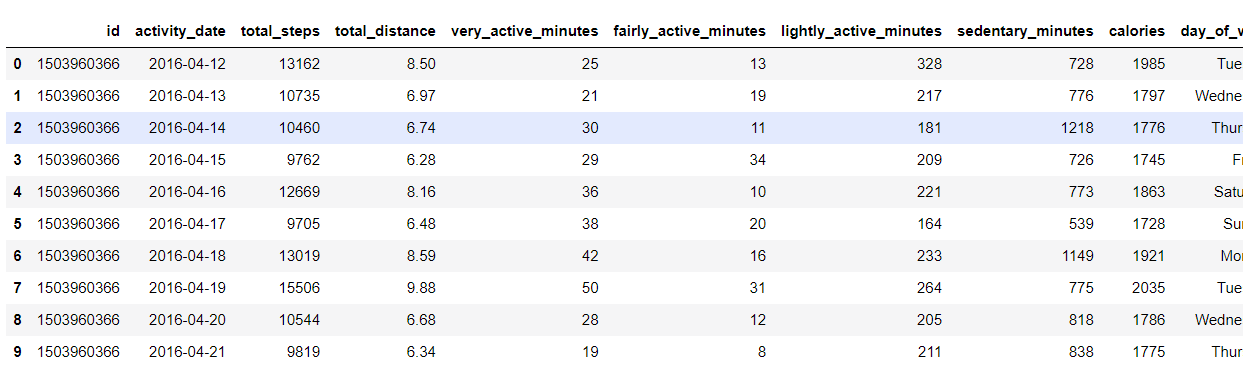 id activity_date total_steps total_distance very_active_minutes fairly_active_minutes lightly_active_minutes sedentary_minutes calories day_of_w
0 1503960366 2016-04-12 13162 8.50 25 13 328 728 1985 Tue
1 1503960366 2016-04-13 10735 6.97 21 19 217 776 1797 Wedne
2 1503960366 2016-04-14 10460 6.74 30 11 181 1218 1776 Thur
3 1503960366 2016-04-15 9762 6.28 29 34 209 726 1745 Fr
4 1503960366 2016-04-16 12669 8.16 36 10 221 773 1863 Satu
5 1503960366 2016-04-17 9705 6.48 38 20 164 539 1728 Sun
6 1503960366 2016-04-18 13019 8.59 42 16 233 1149 1921 Mon
7 1503960366 2016-04-19 15506 9.88 50 31 264 775 2035 Tue
8 1503960366 2016-04-20 10544 6.68 28 12 205 818 1786 Wedne
9 1503960366 2016-04-21 9819 6.34 19 8 211 838 1775 Thur